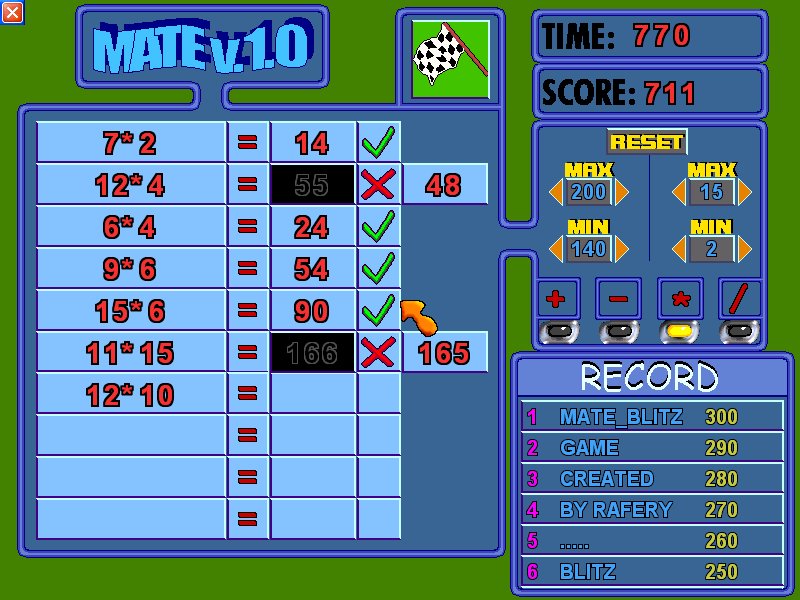 MATE V.1.0
TIME: 770
SCORE: 711
7* 2 = 14
12* 4 = 55 48
6* 4 = 24
9* 6 = 54
15* 6 = 90
11* 15 = 166 165
12* 10 =
=
=
=
RESET
MAX MAX
200 15
MIN MIN
140 2
+ - * /
RECORD
1 MATE_BLITZ 300
2 GAME 290
3 CREATED 280
4 BY RAFERY 270
5 ..... 260
6 BLITZ 250